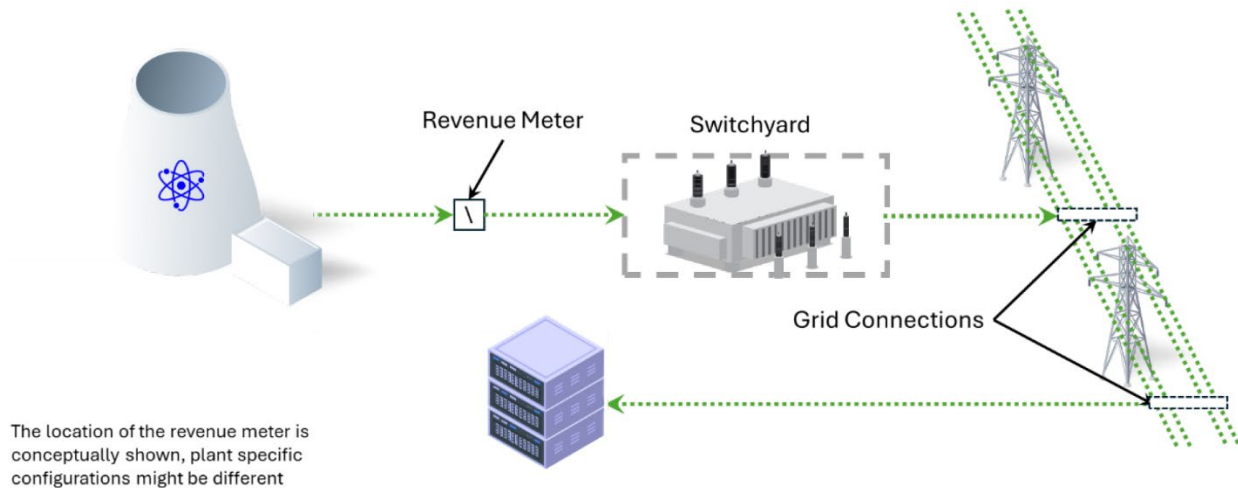 Revenue Meter
Switchyard
\
Grid Connections
The location of the revenue meter is
conceptually shown, plant specific
configurations might be different